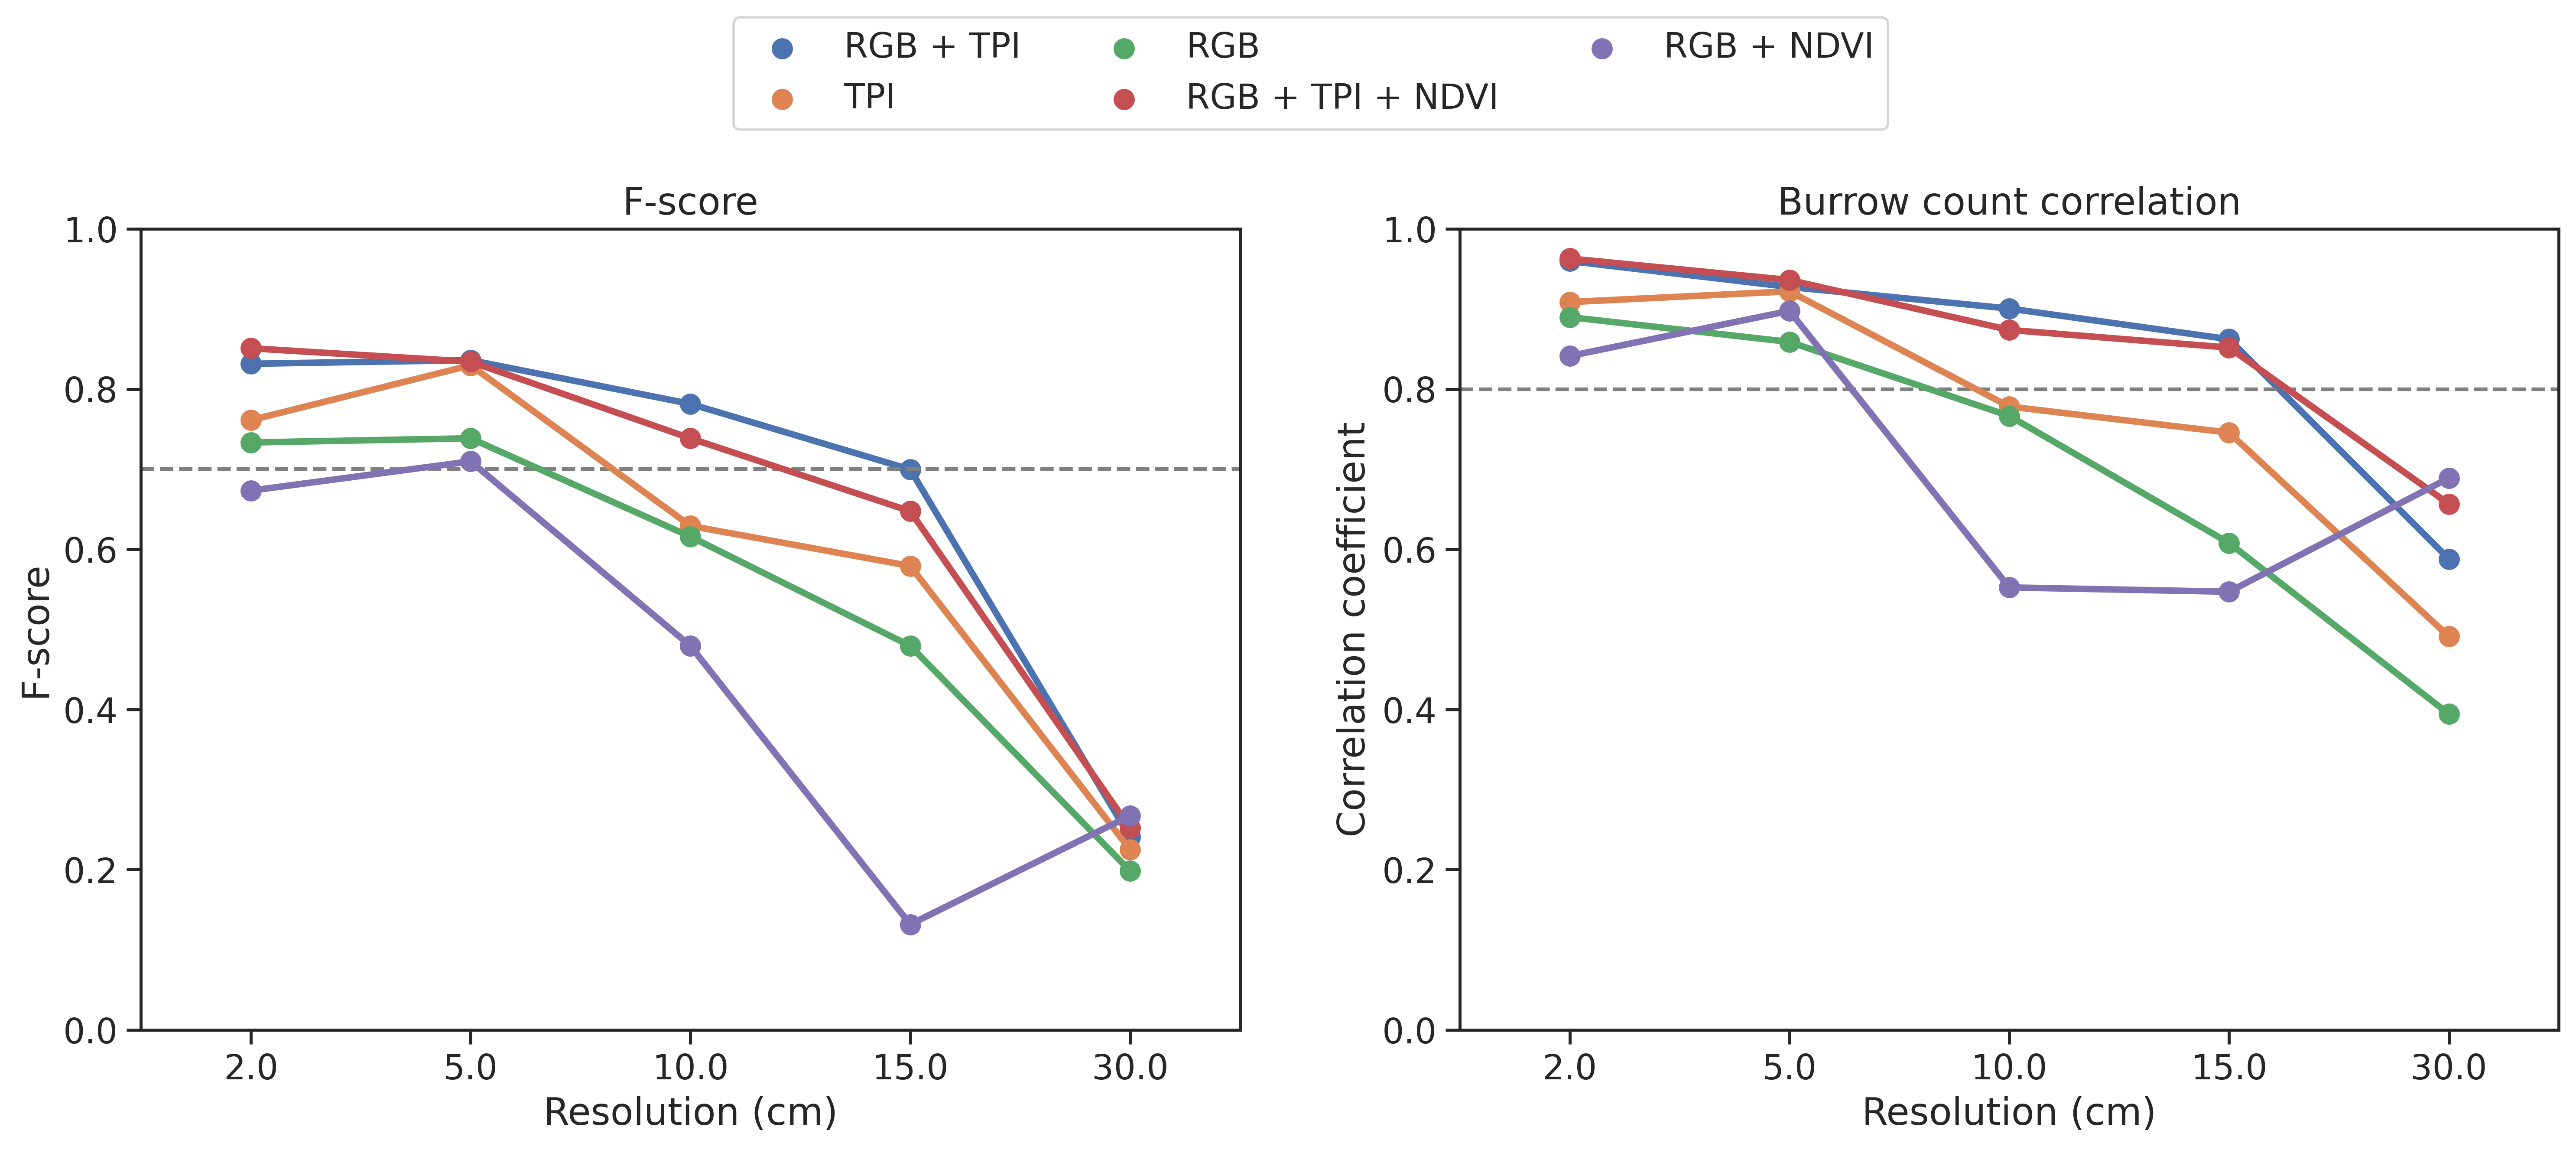 RGB + TPI
TPI
RGB
RGB + TPI + NDVI
RGB + NDVI
F-score
1.0
0.8
0.6
0.4
0.2
0.0
F-score
2.0 5.0 10.0 15.0 30.0
Resolution (cm)
Burrow count correlation
1.0
0.8
0.6
0.4
0.2
0.0
Correlation coefficient
2.0 5.0 10.0 15.0 30.0
Resolution (cm)